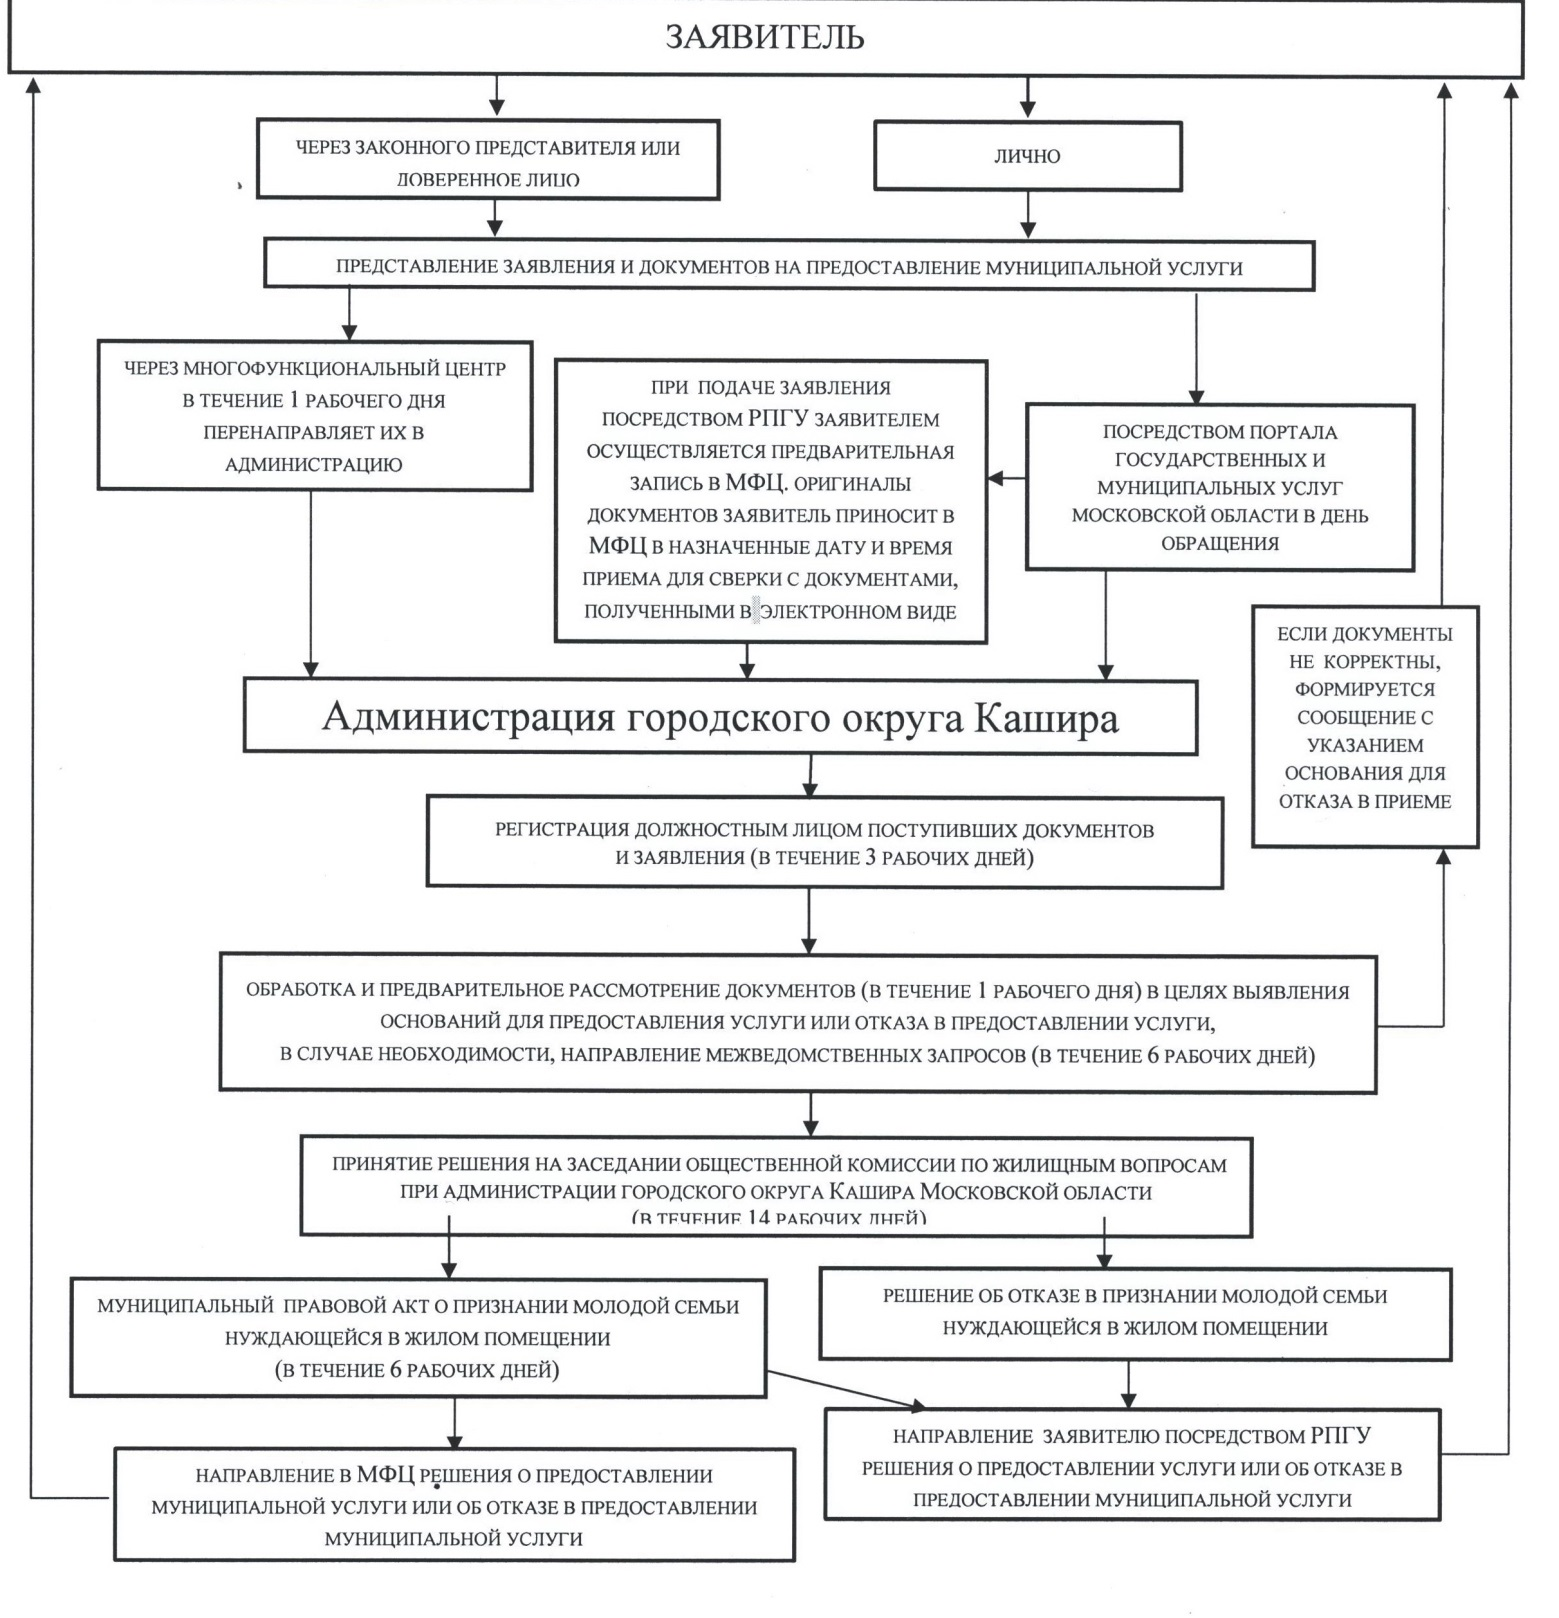 ЗАЯВИТЕЛЬ
ЧЕРЕЗ ЗАКОННОГО ПРЕДСТАВИТЕЛЯ ИЛИ
ДОВЕРЕННОЕ ЛИЦО
ЛИЧНО
ПРЕДСТАВЛЕНИЕ ЗАЯВЛЕНИЯ И ДОКУМЕНТОВ НА ПРЕДОСТАВЛЕНИЕ МУНИЦИПАЛЬНОЙ УСЛУГИ
ЧЕРЕЗ МНОГОФУНКЦИОНАЛЬНЫЙ ЦЕНТР
В ТЕЧЕНИЕ 1 РАБОЧЕГО ДНЯ
ПЕРЕНАПРАВЛЯЕТ ИХ В
АДМИНИСТРАЦИЮ
ПРИ ПОДАЧЕ ЗАЯВЛЕНИЯ
ПОСРЕДСТВОМ РПГУ ЗАЯВИТЕЛЕМ
ОСУЩЕСТВЛЯЕТСЯ ПРЕДВАРИТЕЛЬНАЯ
ЗАПИСЬ В МФЦ. ОРИГИНАЛЫ
ДОКУМЕНТОВ ЗАЯВИТЕЛЬ ПРИНОСИТ В
МФЦ В НАЗНАЧЕННЫЕ ДАТУ И ВРЕМЯ
ПРИЕМА ДЛЯ СВЕРКИ С ДОКУМЕНТАМИ,
ПОЛУЧЕННЫМИ В ЭЛЕКТРОННОМ ВИДЕ
ПОСРЕДСТВОМ ПОРТАЛА
ГОСУДАРСТВЕННЫХ И
МУНИЦИПАЛЬНЫХ УСЛУГ
МОСКОВСКОЙ ОБЛАСТИ В ДЕНЬ
ОБРАЩЕНИЯ
ЕСЛИ ДОКУМЕНТЫ
НЕ КОРРЕКТНЫ,
ФОРМИРУЕТСЯ
СООБЩЕНИЕ С
УКАЗАНИЕМ
ОСНОВАНИЯ ДЛЯ
ОТКАЗА В ПРИЕМЕ
Администрация городского округа Кашира
РЕГИСТРАЦИЯ ДОЛЖНОСТНЫМ ЛИЦОМ ПОСТУПИВШИХ ДОКУМЕНТОВ
И ЗАЯВЛЕНИЯ (В ТЕЧЕНИЕ 3 РАБОЧИХ ДНЕЙ)
ОБРАБОТКА И ПРЕДВАРИТЕЛЬНОЕ РАССМОТРЕНИЕ ДОКУМЕНТОВ (В ТЕЧЕНИЕ 1 РАБОЧЕГО ДНЯ) В ЦЕЛЯХ ВЫЯВЛЕНИЯ
ОСНОВАНИЙ ДЛЯ ПРЕДОСТАВЛЕНИЯ УСЛУГИ ИЛИ ОТКАЗА В ПРЕДОСТАВЛЕНИИ УСЛУГИ,
В СЛУЧАЕ НЕОБХОДИМОСТИ, НАПРАВЛЕНИЕ МЕЖВЕДОМСТВЕННЫХ ЗАПРОСОВ (В ТЕЧЕНИЕ 6 РАБОЧИХ ДНЕЙ)
ПРИНЯТИЕ РЕШЕНИЯ НА ЗАСЕДАНИИ ОБЩЕСТВЕННОЙ КОМИССИИ ПО ЖИЛИЩНЫМ ВОПРОСАМ
ПРИ АДМИНИСТРАЦИИ ГОРОДСКОГО ОКРУГА КАШИРА МОСКОВСКОЙ ОБЛАСТИ
(В ТЕЧЕНИЕ 14 РАБОЧИХ ДНЕЙ)
МУНИЦИПАЛЬНЫЙ ПРАВОВОЙ АКТ О ПРИЗНАНИИ МОЛОДОЙ СЕМЬИ
НУЖДАЮЩЕЙСЯ В ЖИЛОМ ПОМЕЩЕНИИ
(В ТЕЧЕНИЕ 6 РАБОЧИХ ДНЕЙ)
РЕШЕНИЕ ОБ ОТКАЗЕ В ПРИЗНАНИИ МОЛОДОЙ СЕМЬИ
НУЖДАЮЩЕЙСЯ В ЖИЛОМ ПОМЕЩЕНИИ
НАПРАВЛЕНИЕ В МФЦ РЕШЕНИЯ О ПРЕДОСТАВЛЕНИИ
МУНИЦИПАЛЬНОЙ УСЛУГИ ИЛИ ОБ ОТКАЗЕ В ПРЕДОСТАВЛЕНИИ
МУНИЦИПАЛЬНОЙ УСЛУГИ
НАПРАВЛЕНИЕ ЗАЯВИТЕЛЮ ПОСРЕДСТВОМ РПГУ
РЕШЕНИЯ О ПРЕДОСТАВЛЕНИИ УСЛУГИ ИЛИ ОБ ОТКАЗЕ В
ПРЕДОСТАВЛЕНИИ МУНИЦИПАЛЬНОЙ УСЛУГИ